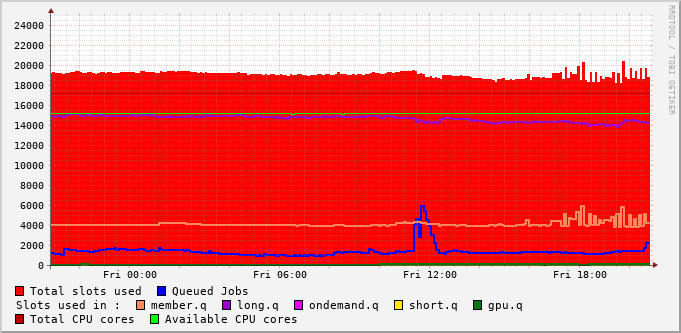 24000
22000
20000
18000
16000
14000
12000
10000
8000
6000
4000
2000
0
Fri 00:00 Fri 06:00 Fri 12:00 Fri 18:00
Total slots used Queued Jobs
Slots used in : member.q long.q ondemand.q short.q gpu.q
Total CPU cores Available CPU cores
RRDTOOL / TOBI OETIKER